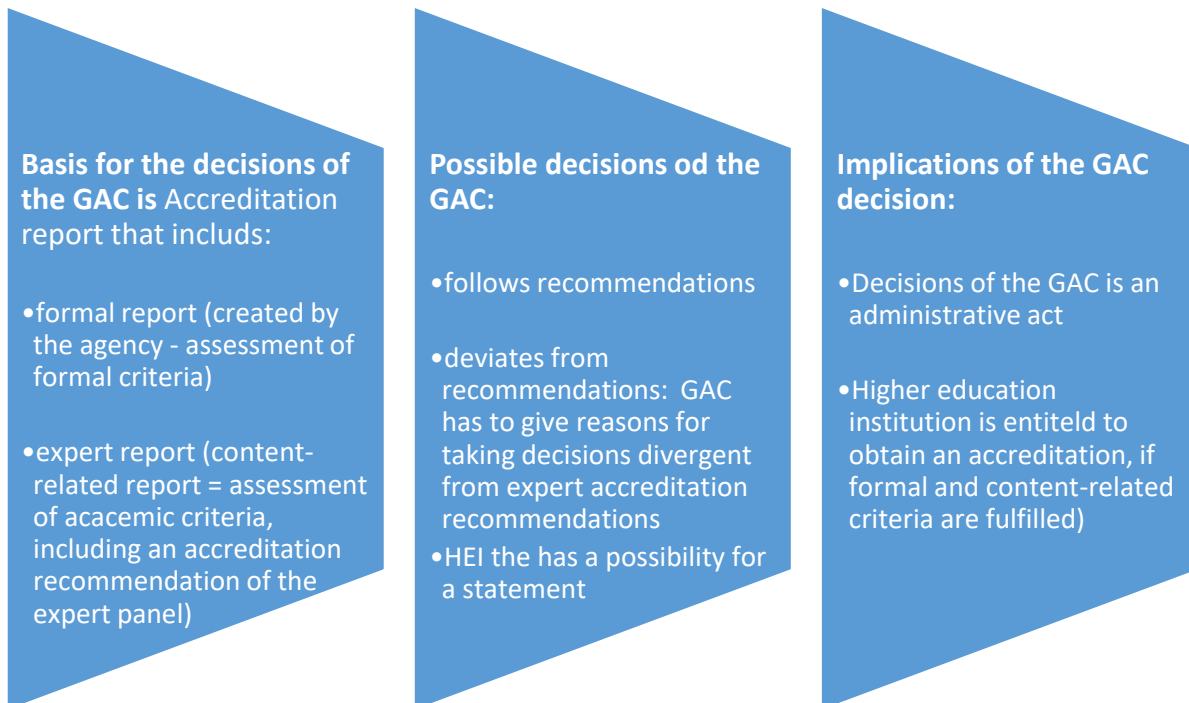 Basis for the decisions of
the GAC is Accreditation
report that includs:
•formal report (created by
the agency - assessment of
formal criteria)
•expert report (content-
related report = assessment
of acacemic criteria,
including an accreditation
recommendation of the
expert panel)
Possible decisions od the
GAC:
•follows recommendations
•deviates from
recommendations:  GAC
has to give reasons for
taking decisions divergent
from expert accreditation
recommendations
•HEI the has a possibility for
a statement
Implications of the GAC
decision:
•Decisions of the GAC is an
administrative act
•Higher education
institution is entiteld to
obtain an accreditation, if
formal and content-related
criteria are fulfilled)